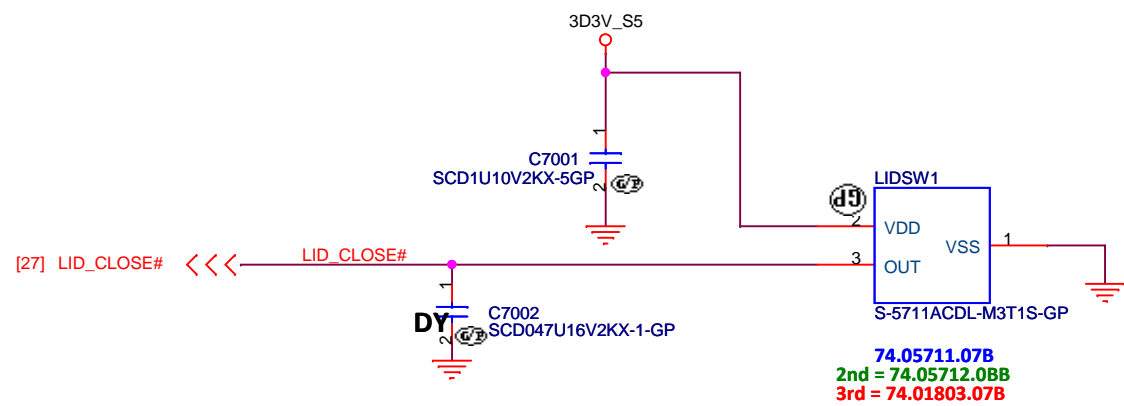 3D3V_S5
1
C7001
SCD1U10V2KX-5GP
2
G/P
LIDSW1
GP
2
VDD
VSS
1
[27] LID_CLOSE#
LID_CLOSE#
3
OUT
1
DY
C7002
SCD047U16V2KX-1-GP
2
G/P
S-5711ACDL-M3T1S-GP
74.05711.07B
2nd = 74.05712.0BB
3rd = 74.01803.07B